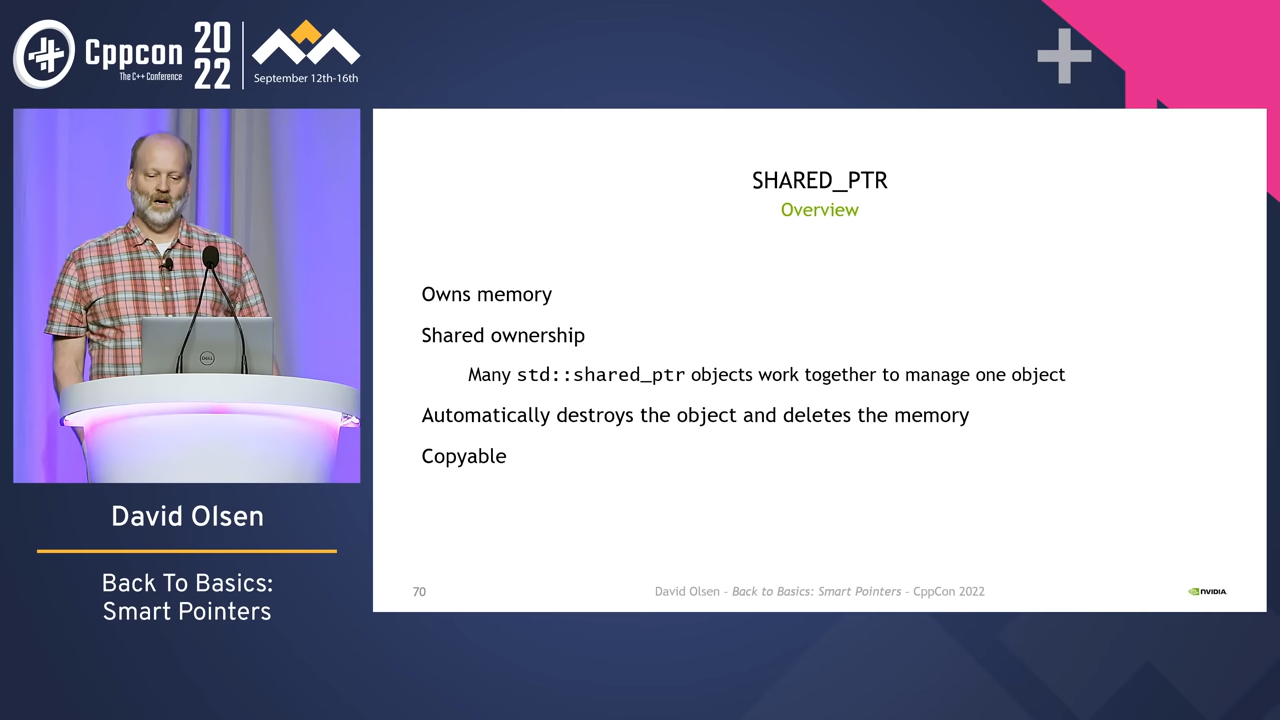 Cppcon
The C++ Conference
20
22
September 12th-16th
SHARED_PTR
Overview
Owns memory
Shared ownership
Many std::shared_ptr objects work together to manage one object
Automatically destroys the object and deletes the memory
Copyable
70
David Olsen – Back to Basics: Smart Pointers – CppCon 2022
NVIDIA.
DELL
David Olsen
Back To Basics:
Smart Pointers